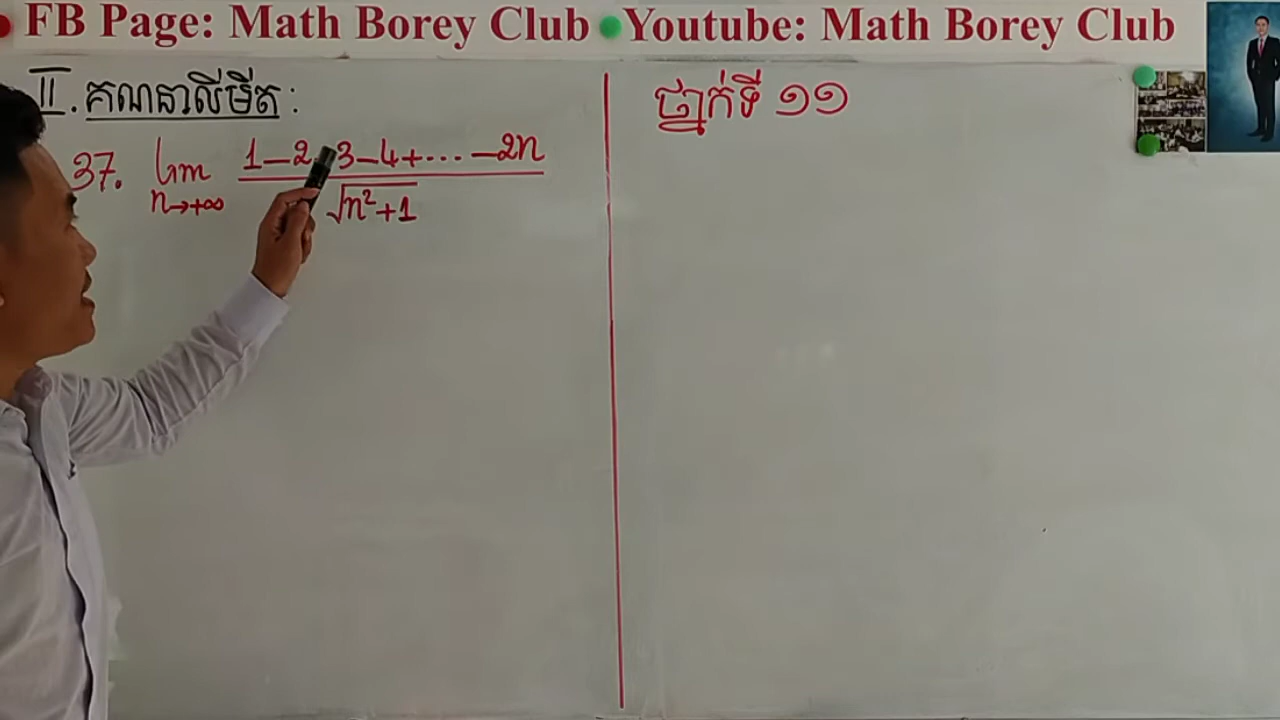 FB Page: Math Borey Club Youtube: Math Borey Club
II. គណនាលីមីត :
ថ្នាក់ទី ១១
37. lim n→+∞ 1-2 3-4+...-2n
√n²+1